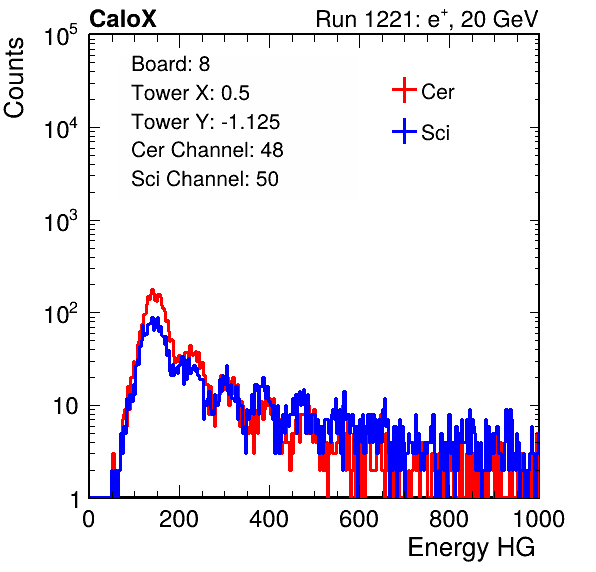 CaloX Run 1221: e+, 20 GeV
Counts
Board: 8
Tower X: 0.5
Tower Y: -1.125
Cer Channel: 48
Sci Channel: 50
Cer
Sci
10^5
10^4
10^3
10^2
10
1
0 200 400 600 800 1000
Energy HG